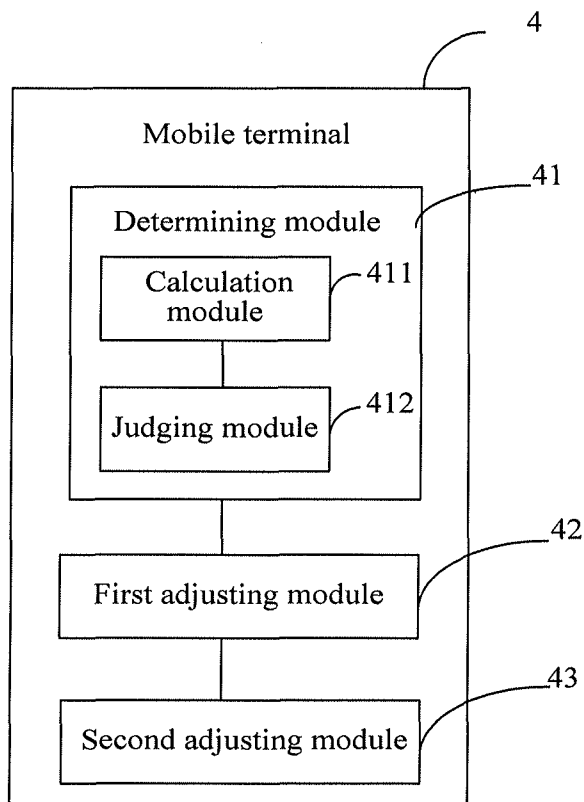 4
Mobile terminal
41
Determining module
Calculation
module
411
Judging module
412
42
First adjusting module
43
Second adjusting module